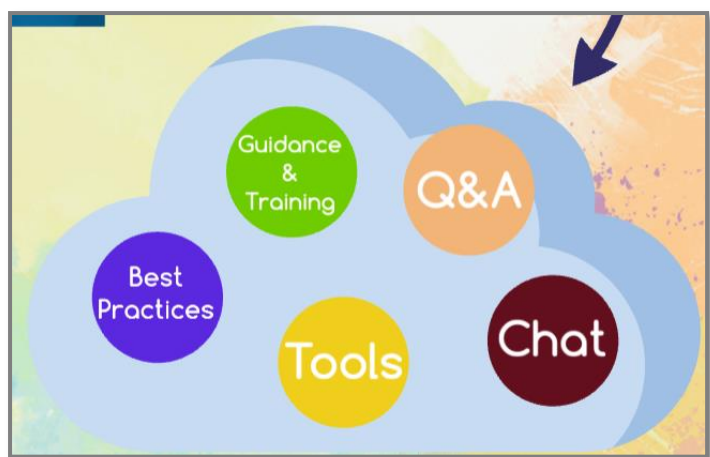 Guidance
&
Training
Q&A
Best
Practices
Tools
Chat